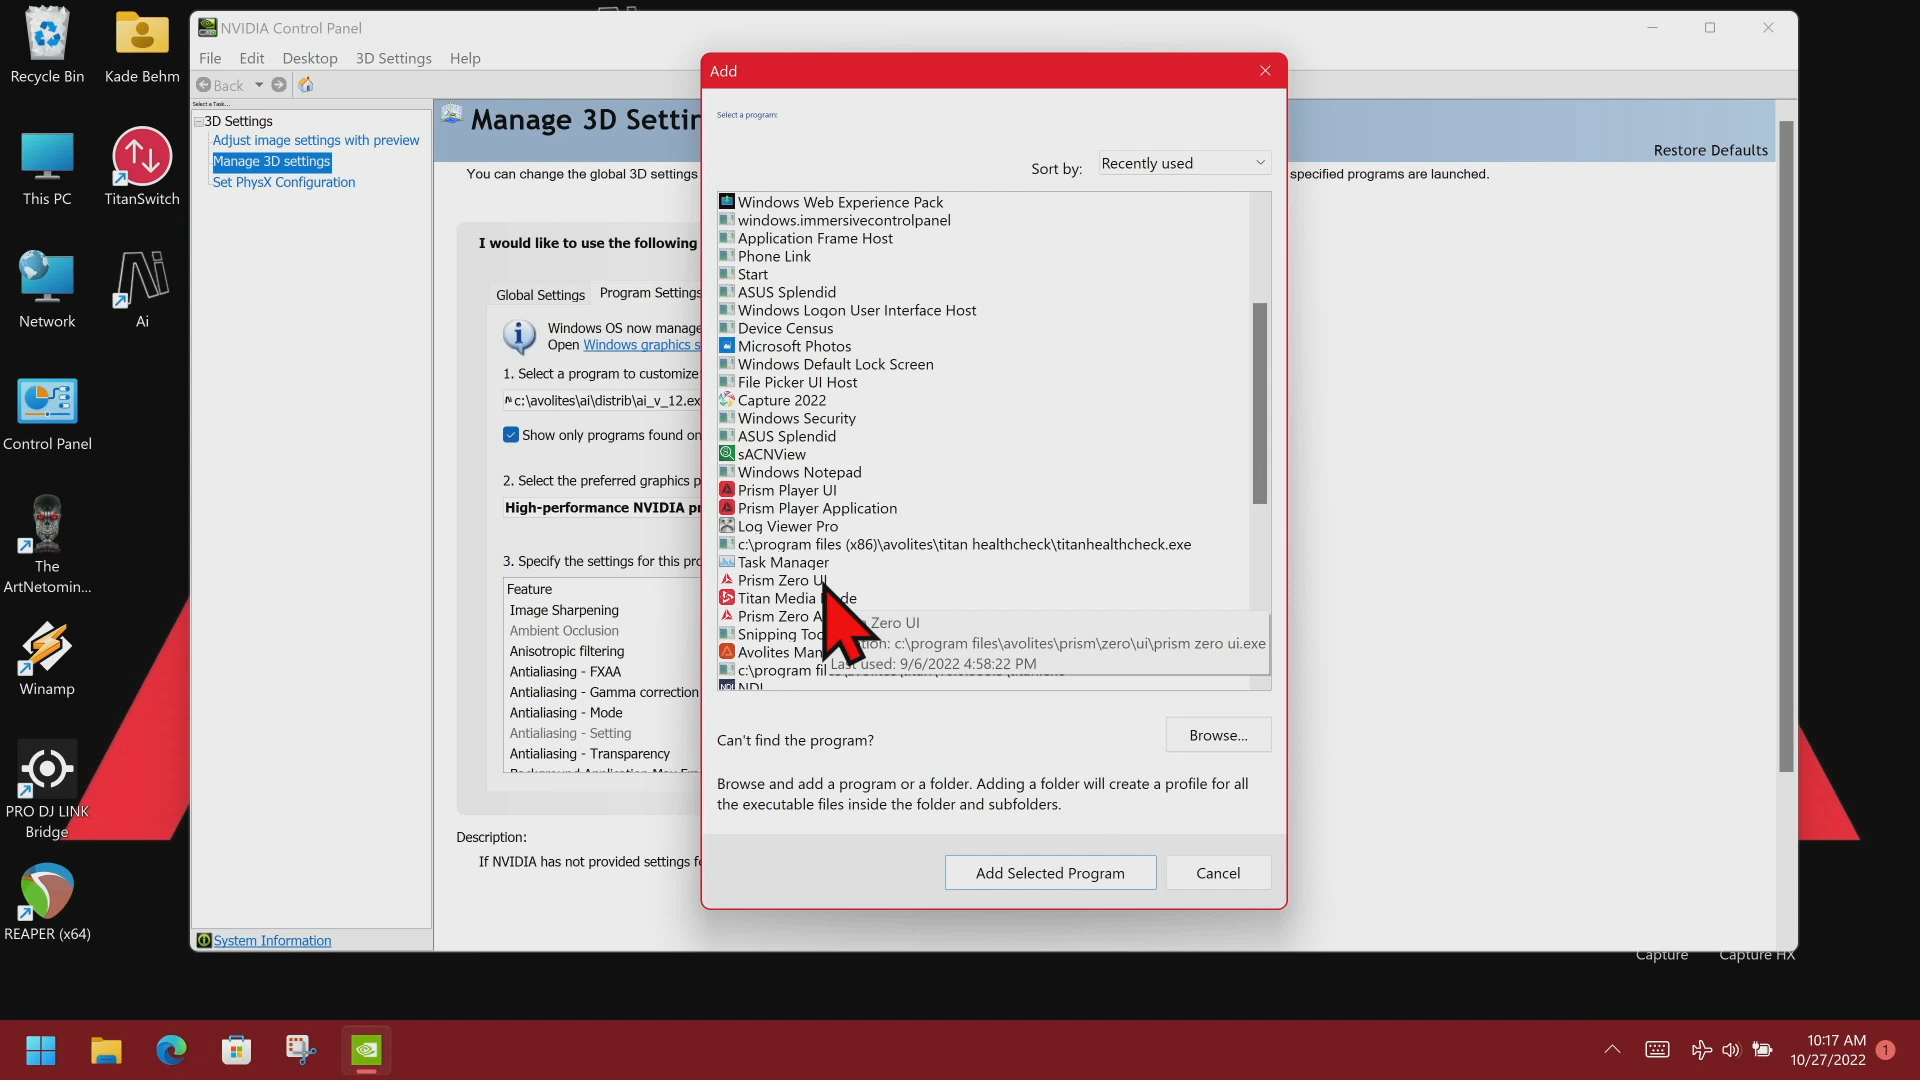 Recycle Bin
Kade Behm
This PC
TitanSwitch
Network
Ai
Control Panel
The
ArtNetomin...
Winamp
PRO DJ LINK
Bridge
REAPER (x64)
NVIDIA Control Panel
File Edit Desktop 3D Settings Help
Back
Select a Task...
3D Settings
Adjust image settings with preview
Manage 3D settings
Set PhysX Configuration
System Information
Manage 3D Settin
Restore Defaults
You can change the global 3D settings
specified programs are launched.
I would like to use the following
Global Settings
Program Settings
Windows OS now manage
Open Windows graphics s
1. Select a program to customize
c:\avolites\ai\distrib\ai_v_12.ex
Show only programs found on
2. Select the preferred graphics p
High-performance NVIDIA pr
3. Specify the settings for this pro
Feature
Image Sharpening
Ambient Occlusion
Anisotropic filtering
Antialiasing - FXAA
Antialiasing - Gamma correction
Antialiasing - Mode
Antialiasing - Setting
Antialiasing - Transparency
Description:
If NVIDIA has not provided settings fo
Add
Select a program:
Sort by:
Recently used
Windows Web Experience Pack
windows.immersivecontrolpanel
Application Frame Host
Phone Link
Start
ASUS Splendid
Windows Logon User Interface Host
Device Census
Microsoft Photos
Windows Default Lock Screen
File Picker UI Host
Capture 2022
Windows Security
ASUS Splendid
sACNView
Windows Notepad
Prism Player UI
Prism Player Application
Log Viewer Pro
c:\program files (x86)\avolites\titan healthcheck\titanhealthcheck.exe
Task Manager
Prism Zero UI
Titan Media de
Prism Zero A
Snipping Too
Avolites Man
c:\program fil
NDI
Zero UI
tion: c:\program files\avolites\prism\zero\ui\prism zero ui.exe
Last used: 9/6/2022 4:58:22 PM
Can't find the program?
Browse...
Browse and add a program or a folder. Adding a folder will create a profile for all
the executable files inside the folder and subfolders.
Add Selected Program
Cancel
Capture
Capture HX
10:17 AM
10/27/2022
1